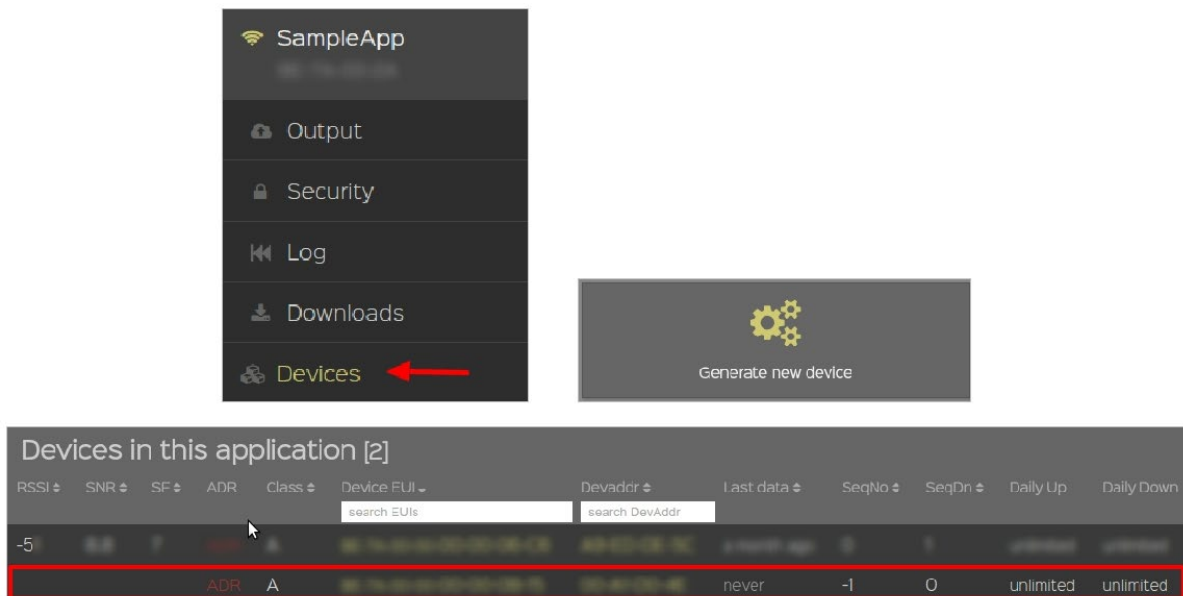 SampleApp
Output
Security
Log
Downloads
Devices
Generate new device
Devices in this application [2]
RSSI SNR SF ADR Class Device EUI Devaddr Last data SeqNo SeqDn Daily Up Daily Down
search EUIs search DevAddr
-5
ADR A never -1 0 unlimited unlimited